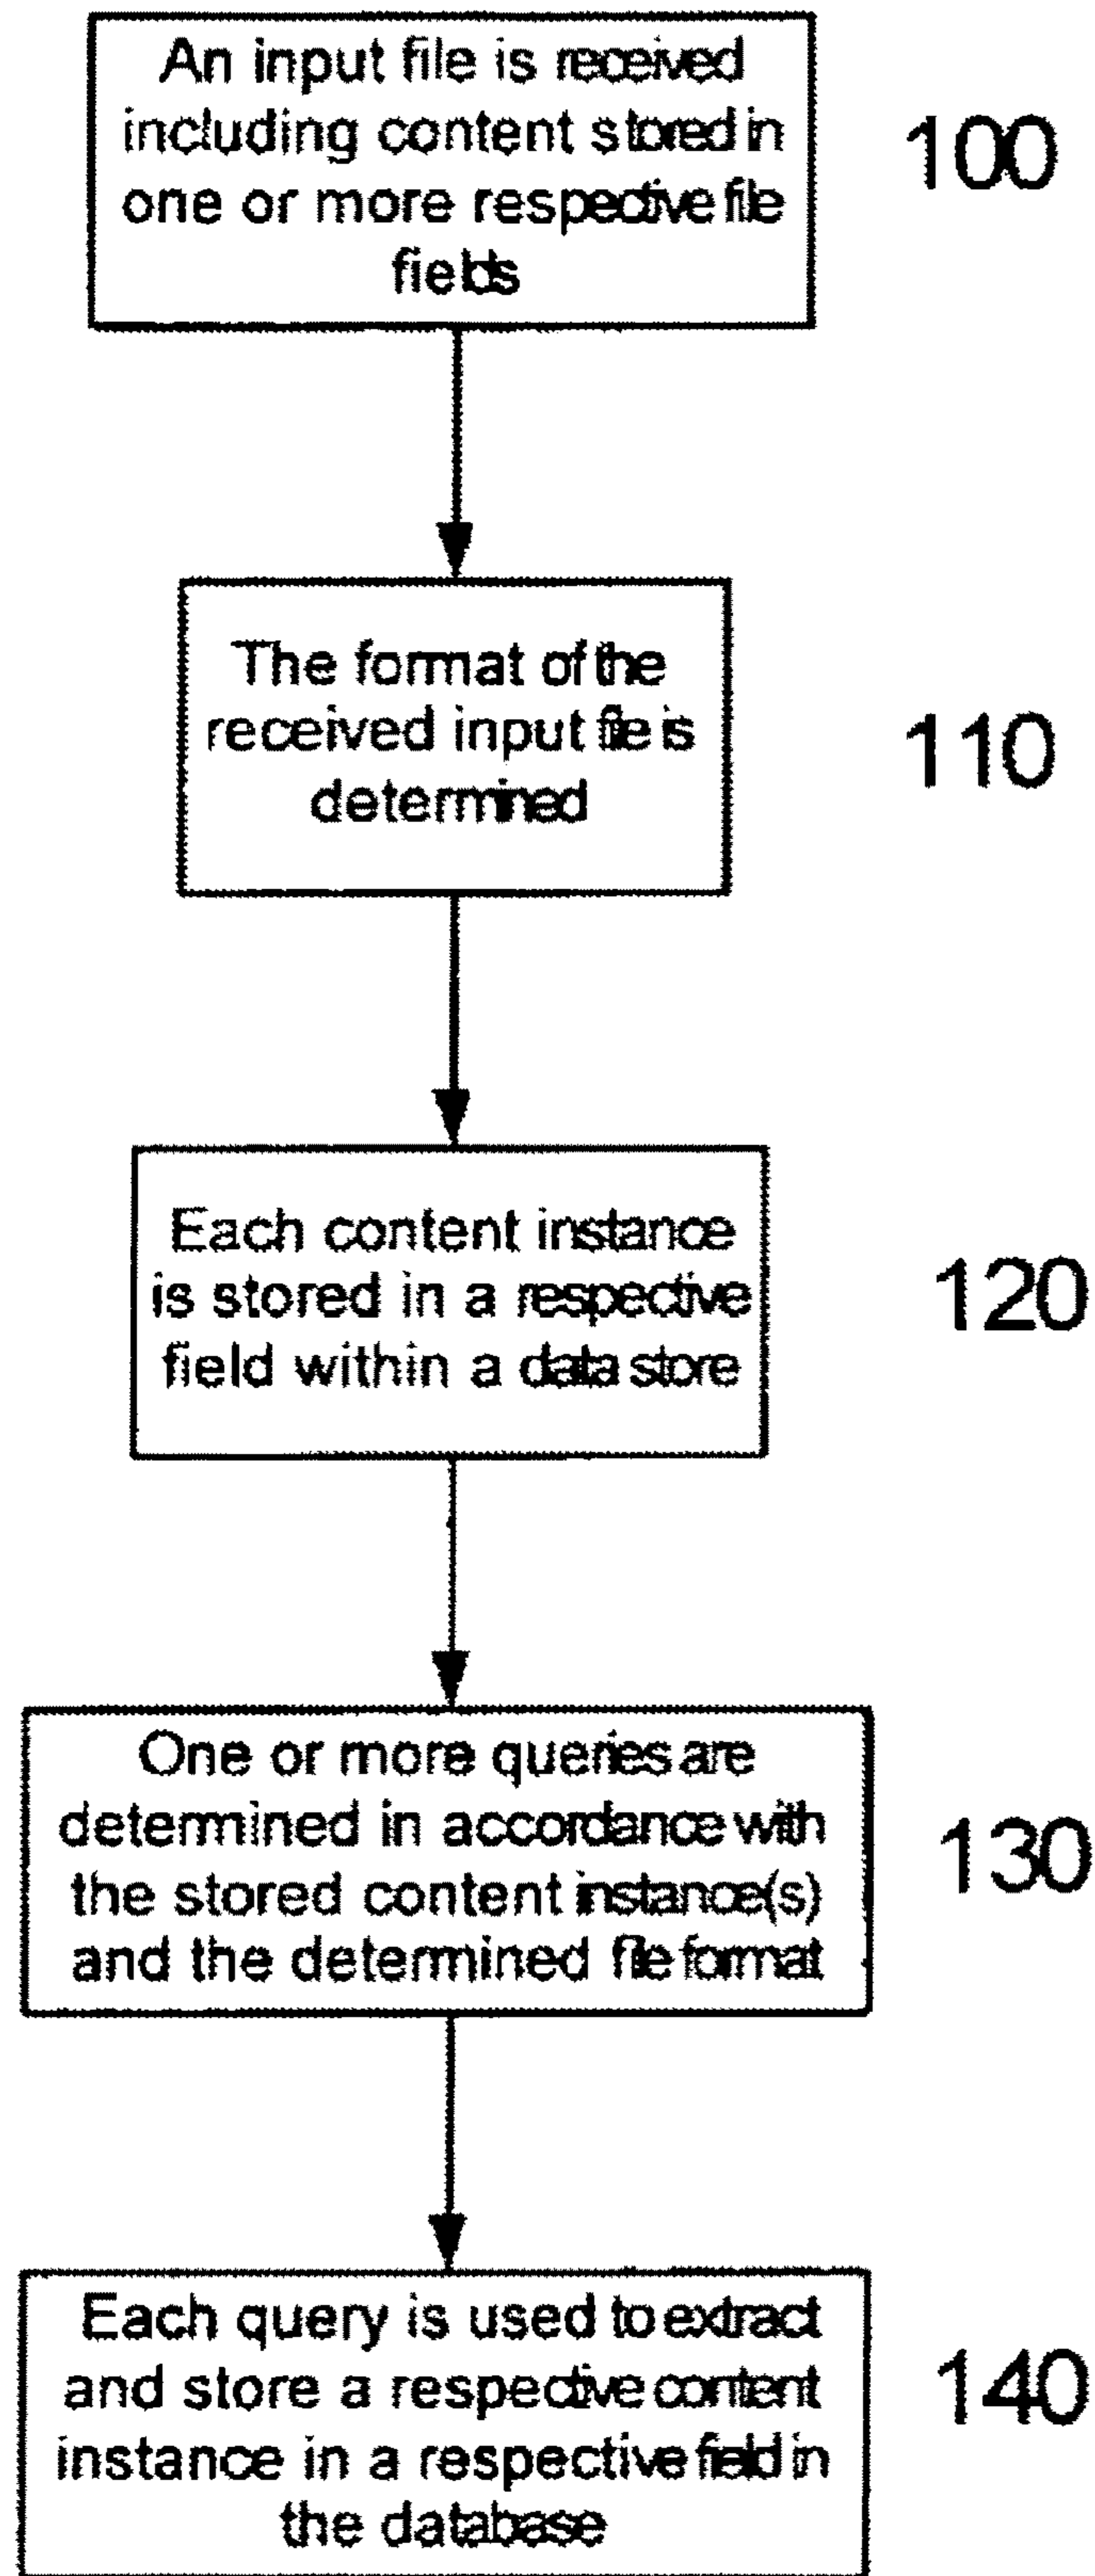 An input file is received
including content stored in
one or more respective file
fields
100
The format of the
received input file is
determined
110
Each content instance
is stored in a respective
field within a data store
120
One or more queries are
determined in accordance with
the stored content instance(s)
and the determined file format
130
Each query is used to extract
and store a respective content
instance in a respective field in
the database
140